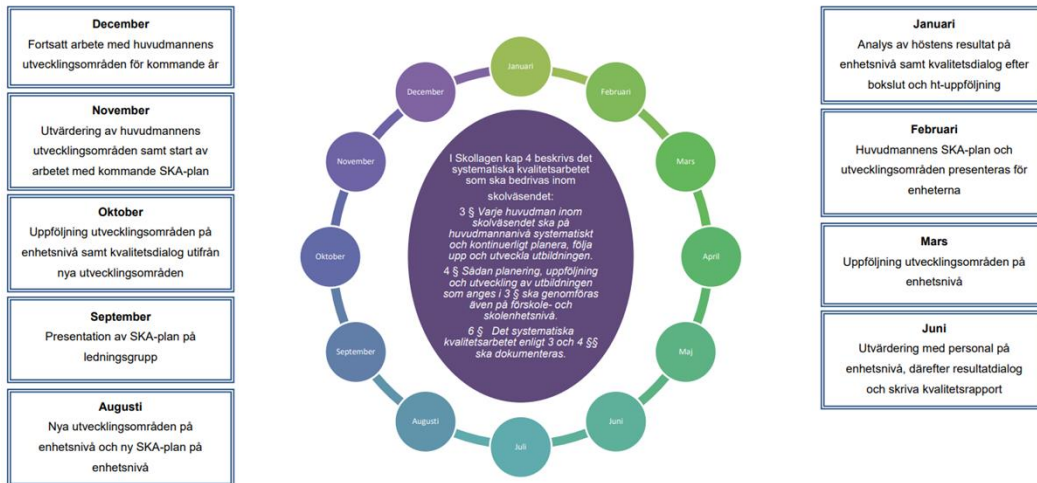 December
Fortsatt arbete med huvudmannens
utvecklingsområden för kommande år
November
Utvärdering av huvudmannens
utvecklingsområden samt start av
arbetet med kommande SKA-plan
Oktober
Uppföljning utvecklingsområden på
enhetsnivå samt kvalitetsdialog utifrån
nya utvecklingsområden
September
Presentation av SKA-plan på
ledningsgrupp
Augusti
Nya utvecklingsområden på
enhetsnivå och ny SKA-plan på
enhetsnivå
Januari
Februari
Mars
April
Maj
Juni
Juli
Augusti
September
Oktober
November
December
I Skollagen kap 4 beskrivs det
systematiska kvalitetsarbetet
som ska bedrivas inom
skolväsendet:
3 § Varje huvudman inom
skolväsendet ska på
huvudmannanivå systematiskt
och kontinuerligt planera, följa
upp och utveckla utbildningen.
4 § Sådan planering, uppföljning
och utveckling av utbildningen
som anges i 3 § ska genomföras
även på förskole- och
skolenhetsnivå.
6 § Det systematiska
kvalitetsarbetet enligt 3 och 4 §§
ska dokumenteras.
Januari
Analys av höstens resultat på
enhetsnivå samt kvalitetsdialog efter
bokslut och ht-uppföljning
Februari
Huvudmannens SKA-plan och
utvecklingsområden presenteras för
enheterna
Mars
Uppföljning utvecklingsområden på
enhetsnivå
Juni
Utvärdering med personal på
enhetsnivå, därefter resultatdialog
och skriva kvalitetsrapport